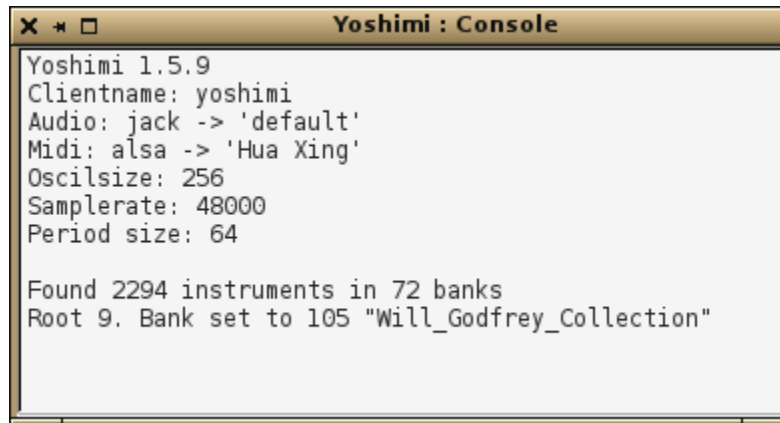 Yoshimi : Console
Yoshimi 1.5.9
Clientname: yoshimi
Audio: jack -> 'default'
Midi: alsa -> 'Hua Xing'
Oscilsize: 256
Samplerate: 48000
Period size: 64
Found 2294 instruments in 72 banks
Root 9. Bank set to 105 "Will_Godfrey_Collection"